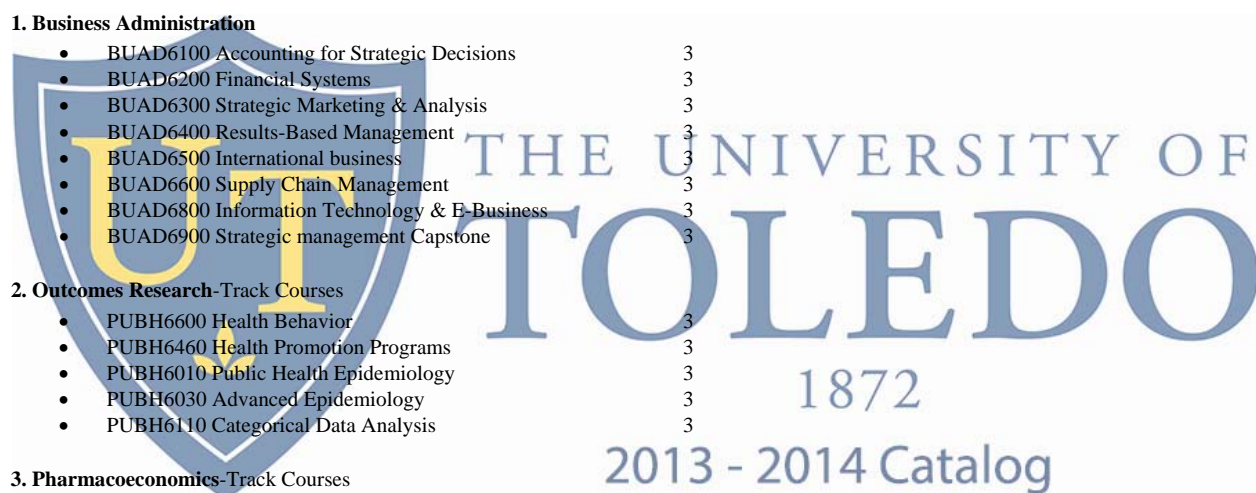 1. Business Administration
• BUAD6100 Accounting for Strategic Decisions 3
• BUAD6200 Financial Systems 3
• BUAD6300 Strategic Marketing & Analysis 3
• BUAD6400 Results-Based Management 3
• BUAD6500 International business 3
• BUAD6600 Supply Chain Management 3
• BUAD6800 Information Technology & E-Business 3
• BUAD6900 Strategic management Capstone 3
2. Outcomes Research-Track Courses
• PUBH6600 Health Behavior 3
• PUBH6460 Health Promotion Programs 3
• PUBH6010 Public Health Epidemiology 3
• PUBH6030 Advanced Epidemiology 3
• PUBH6110 Categorical Data Analysis 3
3. Pharmacoeconomics-Track Courses
UT
THE UNIVERSITY OF
TOLEDO
1872
2013 - 2014 Catalog